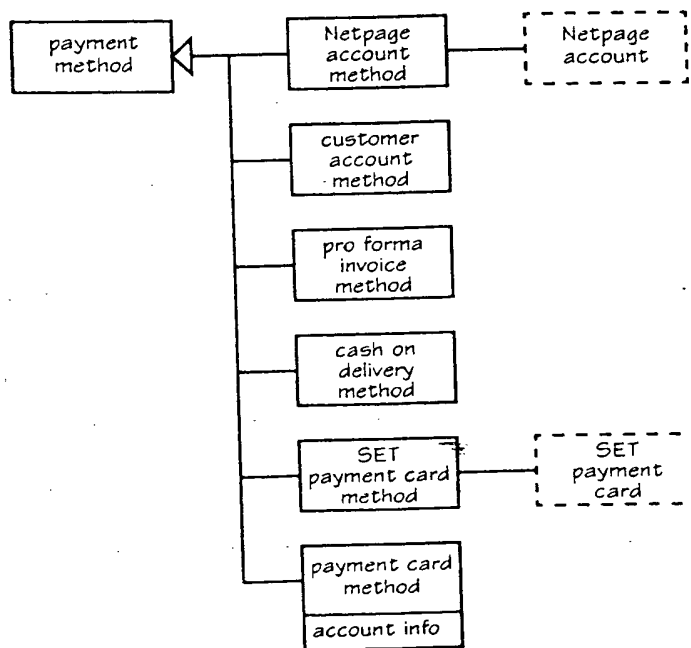 payment
method
Netpage
account
method
Netpage
account
customer
account
method
pro forma
invoice
method
cash on
delivery
method
SET
payment card
method
SET
payment
card
payment card
method
account info